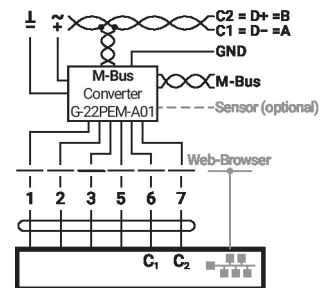 ⊥ ~
– +
C2 = D+ =B
C1 = D– =A
GND
M-Bus
Converter
G-22PEM-A01
M-Bus
Sensor (optional)
Web-Browser
1 2 3 5 6 7
C₁ C₂